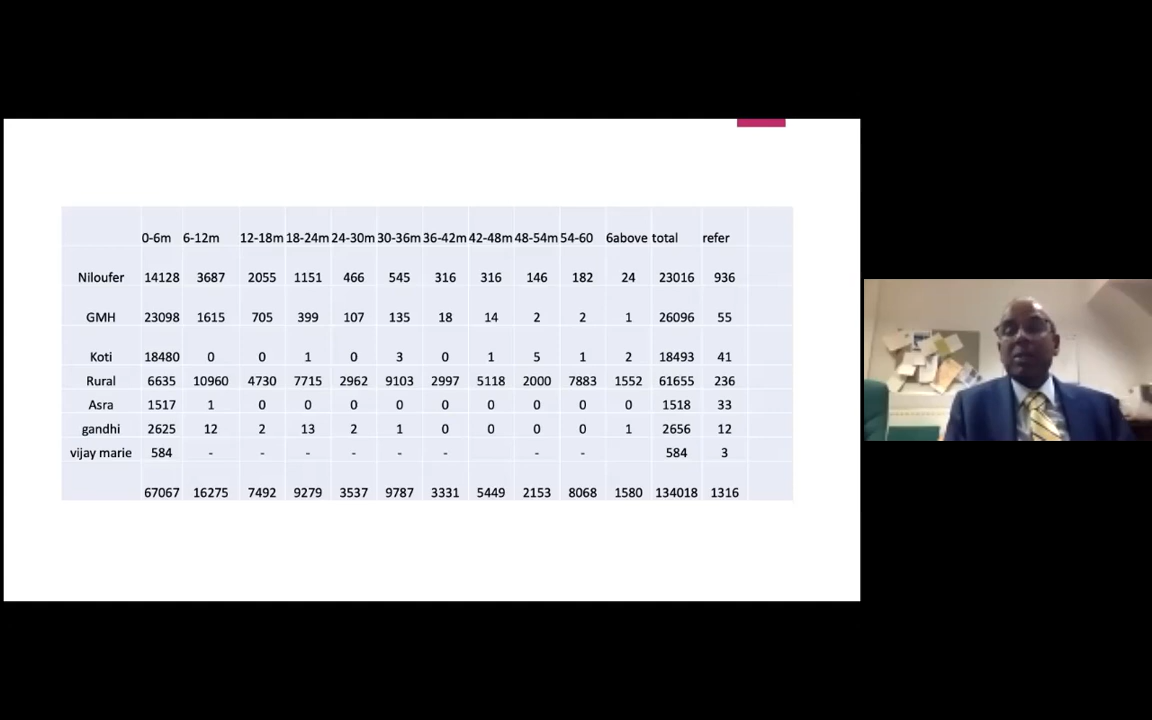 0-6m 6-12m 12-18m 18-24m 24-30m 30-36m 36-42m 42-48m 48-54m 54-60 6above total refer
Niloufer 14128 3687 2055 1151 466 545 316 316 146 182 24 23016 936
GMH 23098 1615 705 399 107 135 18 14 2 2 1 26096 55
Koti 18480 0 0 1 0 3 0 1 5 1 2 18493 41
Rural 6635 10960 4730 7715 2962 9103 2997 5118 2000 7883 1552 61655 236
Asra 1517 1 0 0 0 0 0 0 0 0 0 1518 33
gandhi 2625 12 2 13 2 1 0 0 0 0 1 2656 12
vijay marie 584 - - - - - - - - 584 3
67067 16275 7492 9279 3537 9787 3331 5449 2153 8068 1580 134018 1316